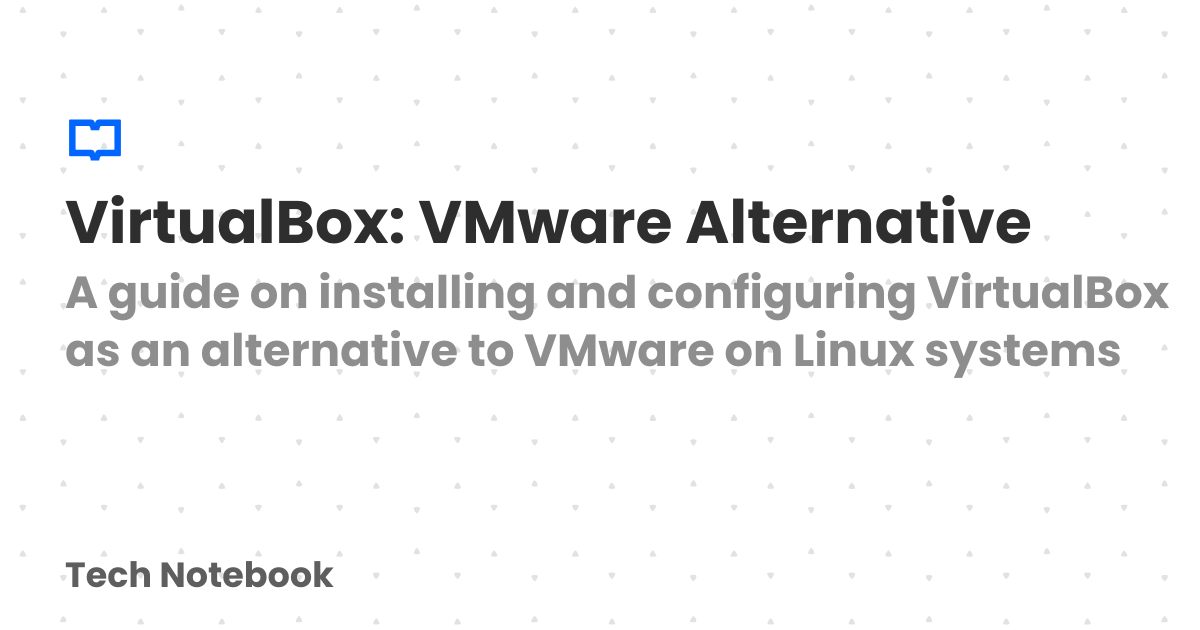 VirtualBox: VMware Alternative
A guide on installing and configuring VirtualBox
as an alternative to VMware on Linux systems
Tech Notebook